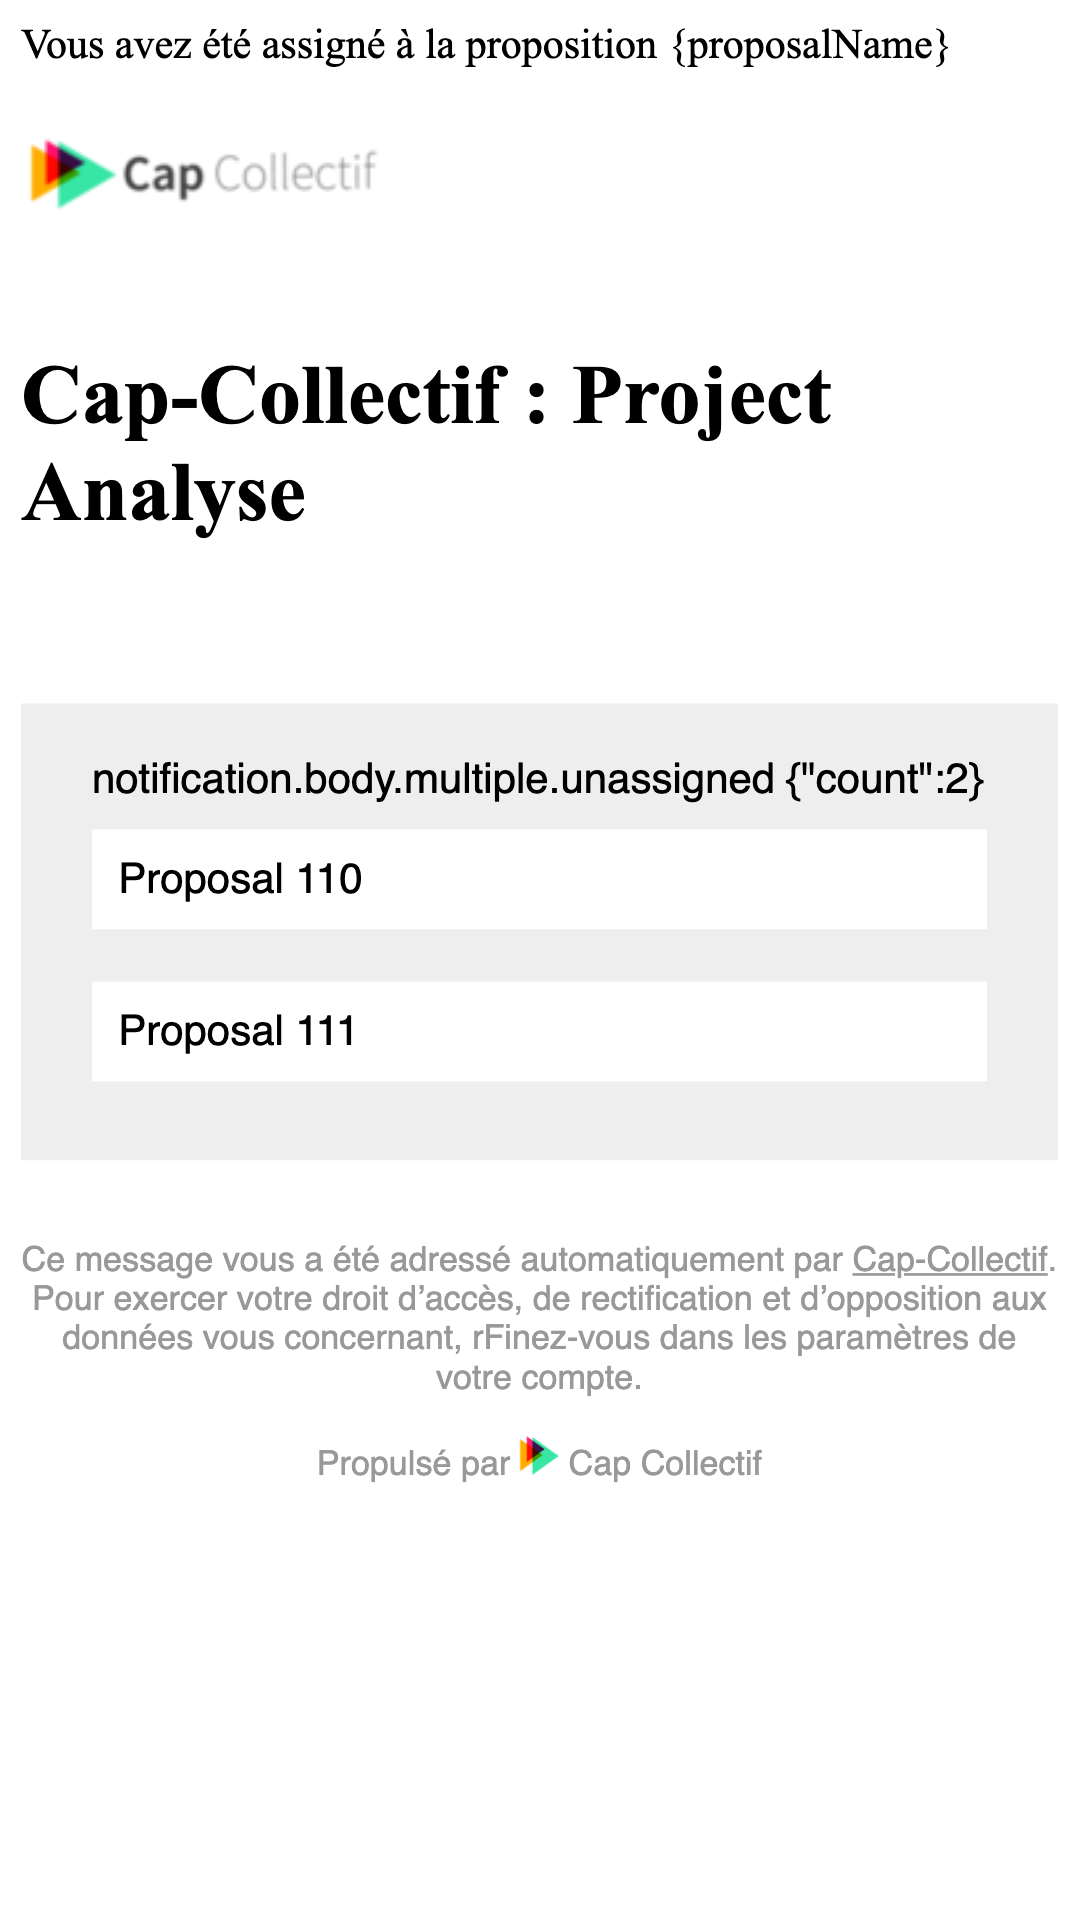 Vous avez été assigné à la proposition {proposalName}
Cap Collectif
Cap-Collectif : Project
Analyse
notification.body.multiple.unassigned {"count":2}
Proposal 110
Proposal 111
Ce message vous a été adressé automatiquement par Cap-Collectif.
Pour exercer votre droit d’accès, de rectification et d’opposition aux
données vous concernant, rFinez-vous dans les paramètres de
votre compte.
Propulsé par Cap Collectif